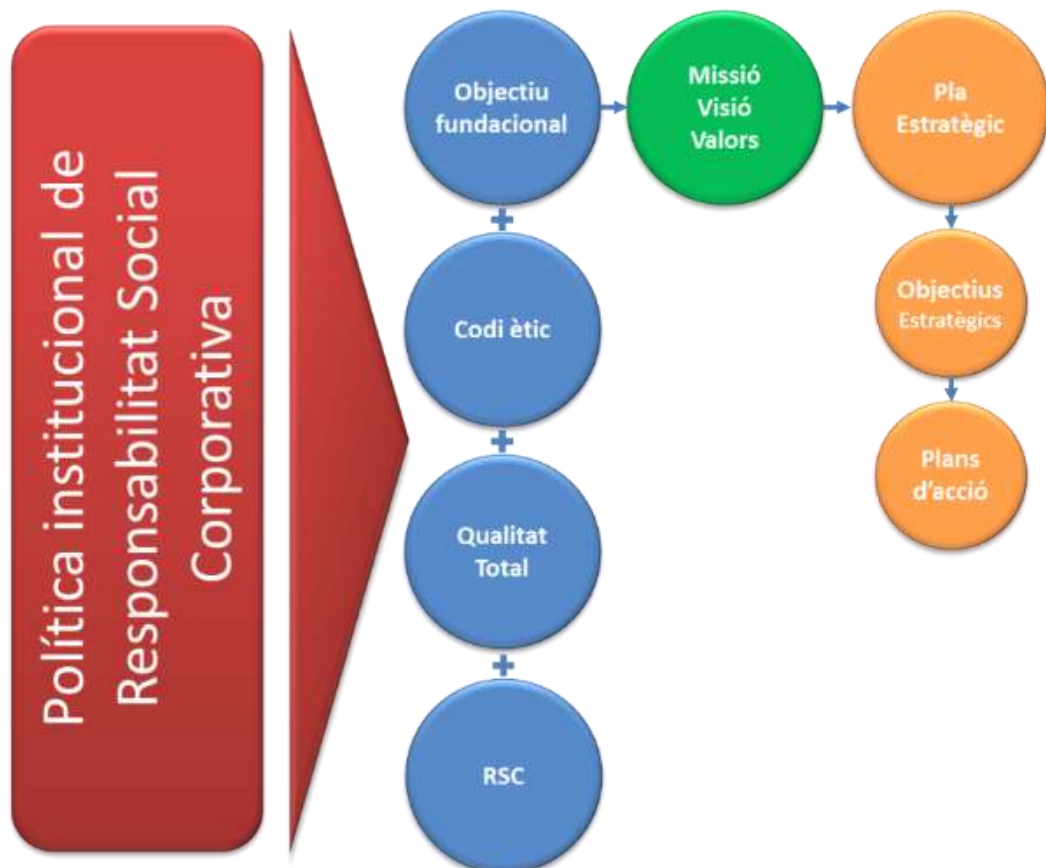 Política institucional de
Responsabilitat Social
Corporativa
Objectiu
fundacional
Missió
Visió
Valors
Pla
Estratègic
Codi ètic
Objectius
Estratègics
Qualitat
Total
Plans
d'acció
RSC